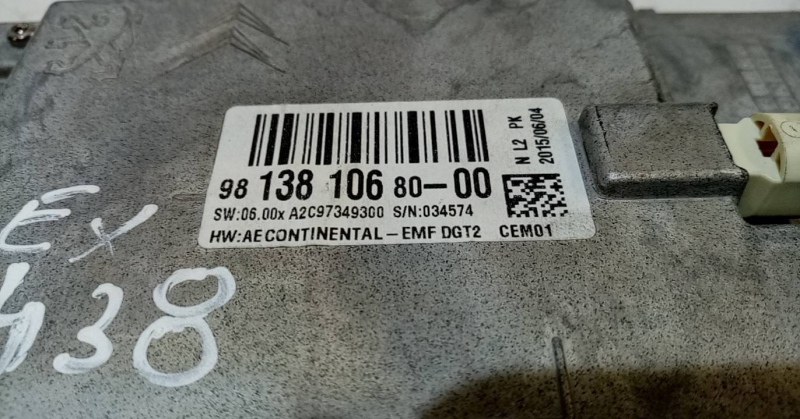 98 138 106 80-00
SW:06.00x A2C97349300 S/N:034574
HW:AE CONTINENTAL-EMF DGT2 CEM01
N L2 PK
2015/06/04
EX
438